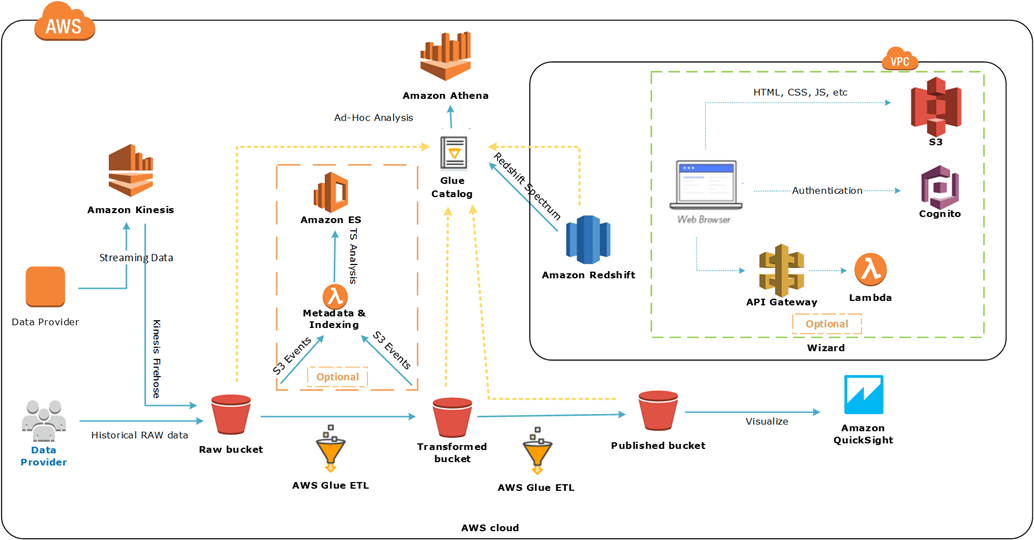 AWS
VPC
Amazon Athena
Ad-Hoc Analysis
HTML, CSS, JS, etc
S3
Glue
Catalog
Redshift Spectrum
Amazon Kinesis
Amazon ES
TS Analysis
Web Browser
Authentication
Cognito
Streaming Data
Amazon Redshift
API Gateway
Lambda
Data Provider
Metadata &
Indexing
Optional
Wizard
Kinesis Firehose
S3 Events
S3 Events
Optional
Data
Provider
Historical RAW data
Raw bucket
Transformed
bucket
Published bucket
Visualize
Amazon
QuickSight
AWS Glue ETL
AWS Glue ETL
AWS cloud